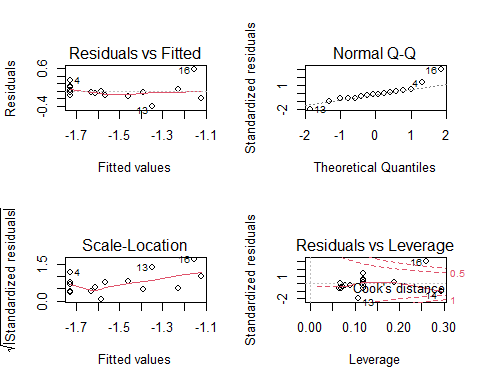 Residuals vs Fitted
Residuals
-0.4 0.6
4
16
13
-1.7 -1.5 -1.3 -1.1
Fitted values
Normal Q-Q
Standardized residuals
-2 1
16
4
13
-2 -1 0 1 2
Theoretical Quantiles
Scale-Location
√|Standardized residuals|
0.0 1.5
4
13
16
-1.7 -1.5 -1.3 -1.1
Fitted values
Residuals vs Leverage
Standardized residuals
-2 1
16
0.5
Cook's distance
14
13
1
0.00 0.10 0.20 0.30
Leverage